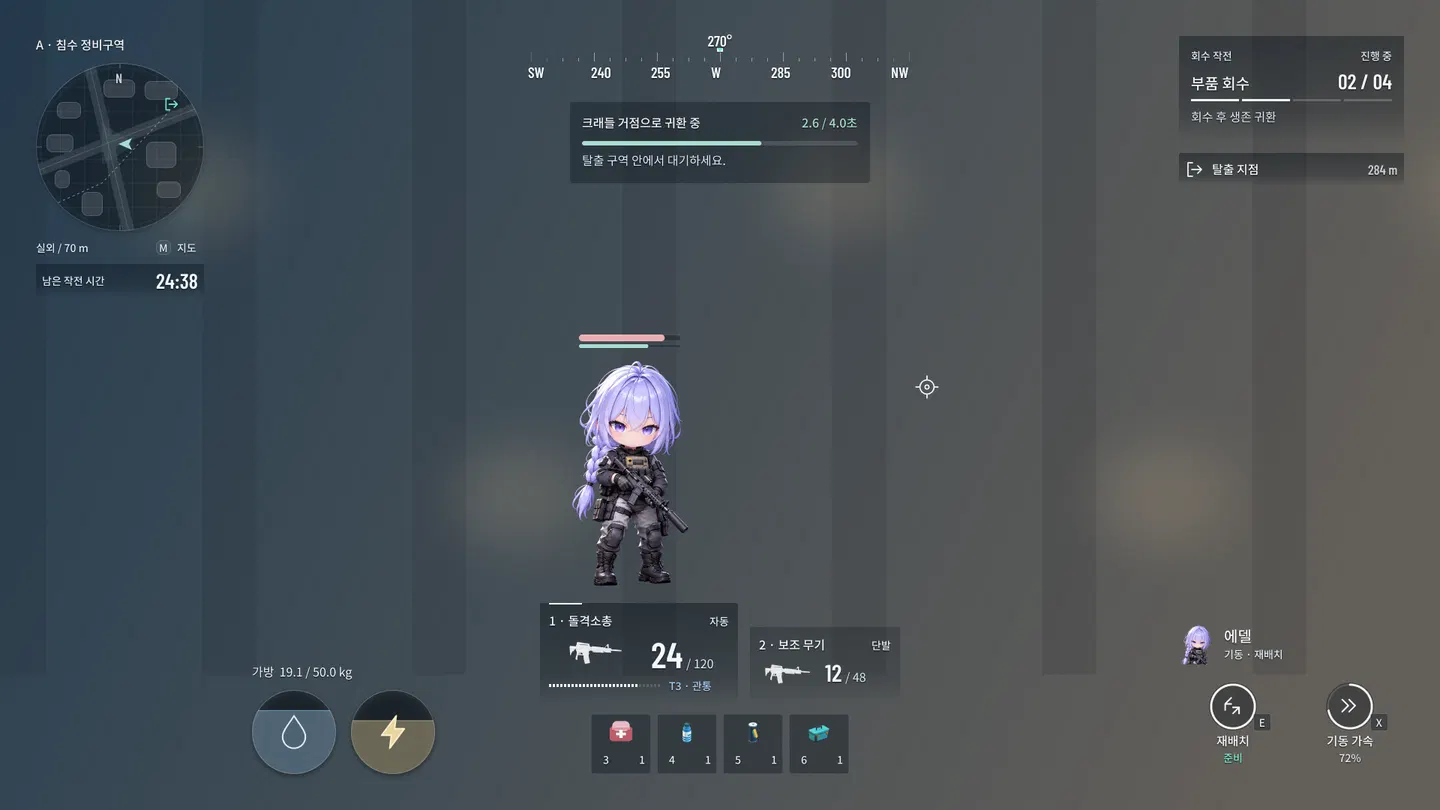 A · 침수 정비구역
N
실외 / 70 m
M 지도
남은 작전 시간 24:38
270°
SW 240 255 W 285 300 NW
크래들 거점으로 귀환 중 2.6 / 4.0초
탈출 구역 안에서 대기하세요.
회수 작전 진행 중
부품 회수 02 / 04
회수 후 생존 귀환
탈출 지점 284 m
1 · 돌격소총 자동
24 / 120
T3 · 관통
2 · 보조 무기 단발
12 / 48
가방 19.1 / 50.0 kg
3 1
4 1
5 1
6 1
에델
기동 · 재배치
E
재배치
준비
X
기동 가속
72%